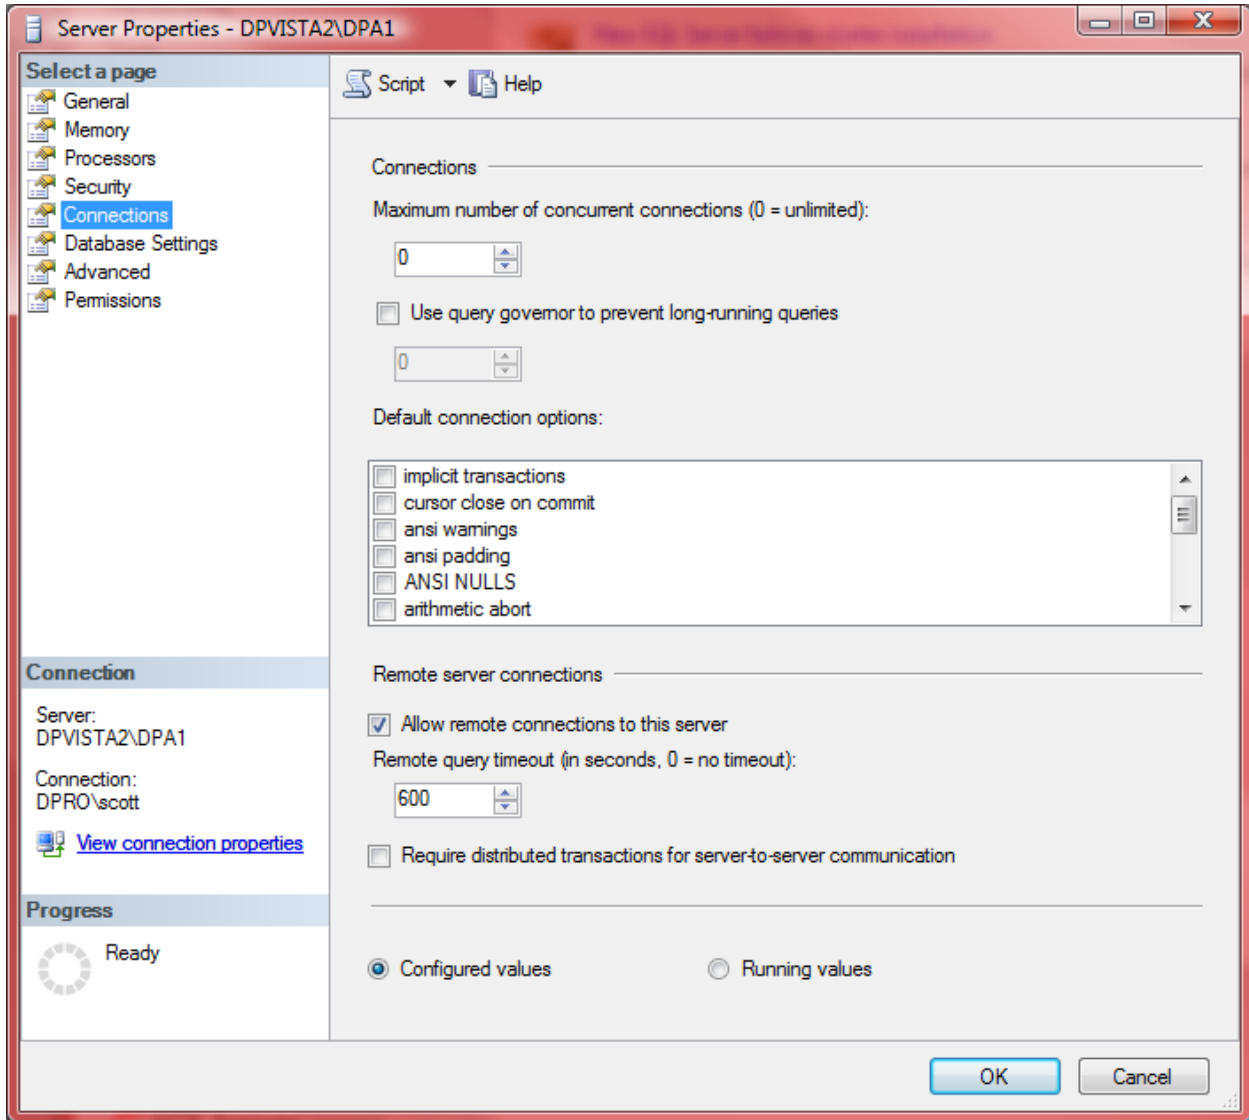 Server Properties - DPVISTA2\DPA1
New SQL Server
Select a page
General
Memory
Processors
Security
Connections
Database Settings
Advanced
Permissions
Script
Help
Connections
Maximum number of concurrent connections (0 = unlimited):
0
Use query governor to prevent long-running queries
0
Default connection options:
implicit transactions
cursor close on commit
ansi warnings
ansi padding
ANSI NULLS
arithmetic abort
Remote server connections
Allow remote connections to this server
Remote query timeout (in seconds, 0 = no timeout):
600
Require distributed transactions for server-to-server communication
Configured values
Running values
Connection
Server:
DPVISTA2\DPA1
Connection:
DPRO\scott
View connection properties
Progress
Ready
OK
Cancel